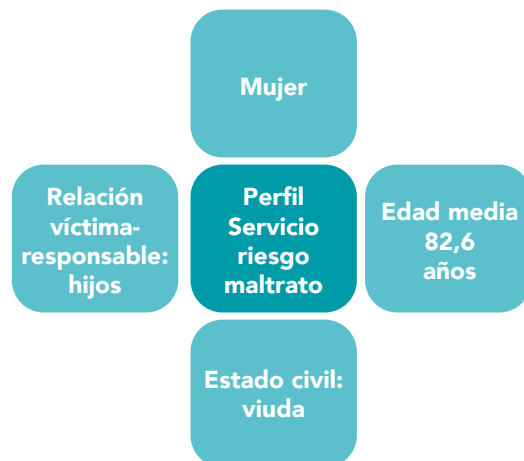 Mujer
Relación
víctima-
responsable:
hijos
Perfil
Servicio
riesgo
maltrato
Edad media
82,6
años
Estado civil:
viuda